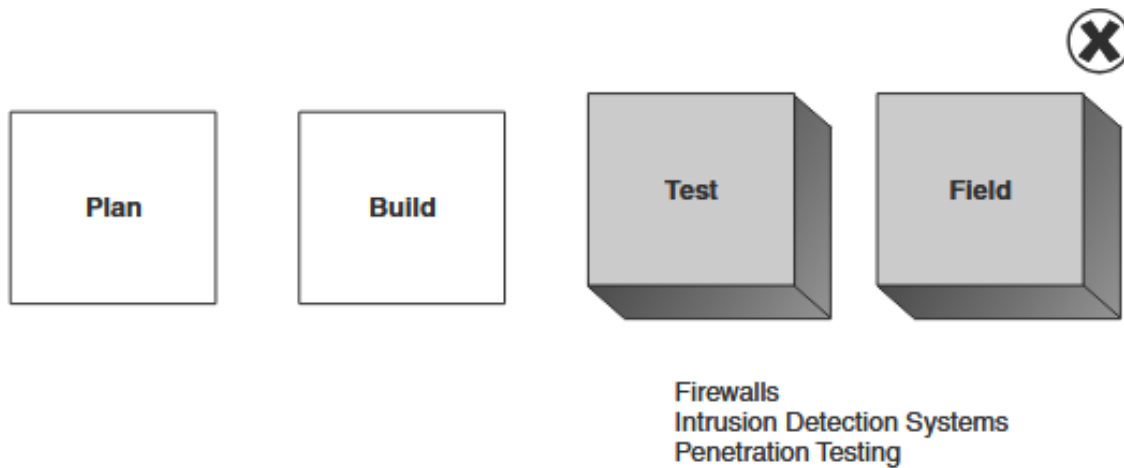 Plan
Build
Test
Field
Firewalls
Intrusion Detection Systems
Penetration Testing